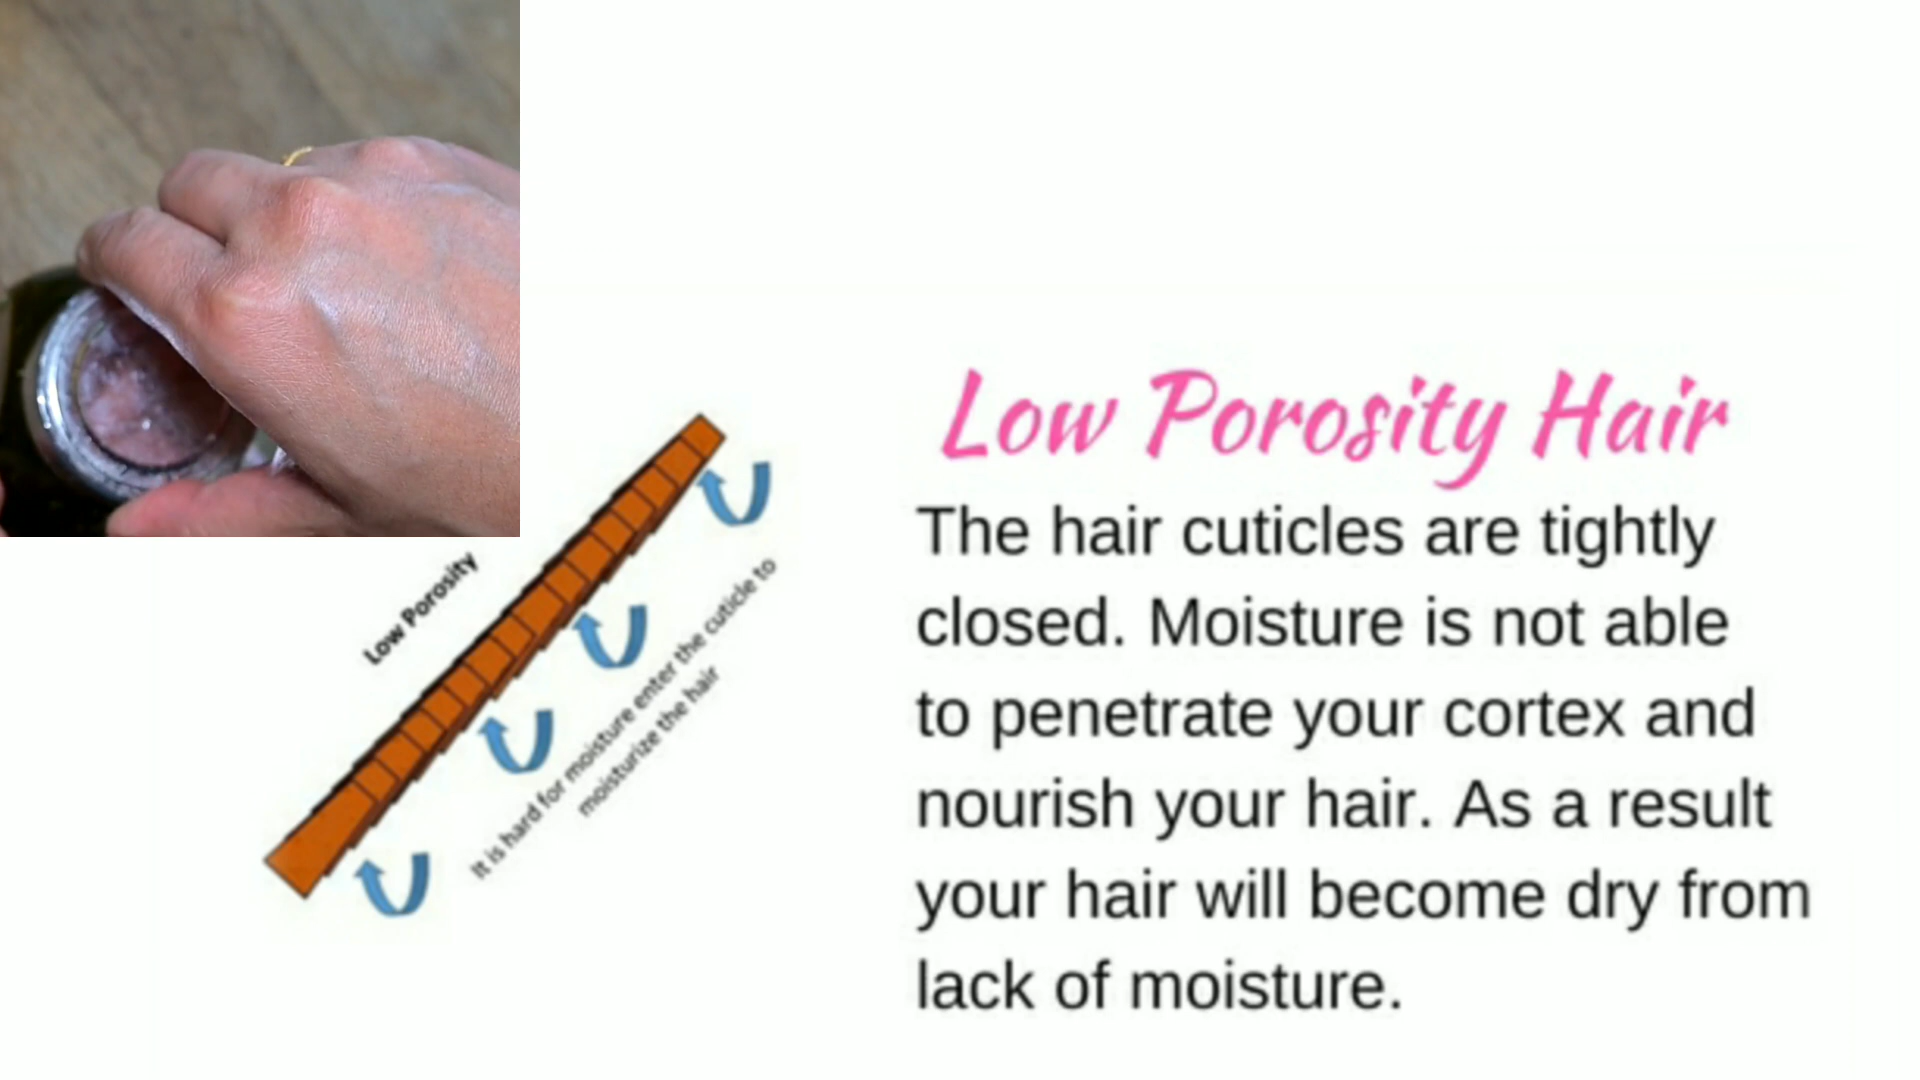 Low Porosity Hair
The hair cuticles are tightly
closed. Moisture is not able
to penetrate your cortex and
nourish your hair. As a result
your hair will become dry from
lack of moisture.
Low Porosity
It is hard for moisture enter the cuticle to
moisturize the hair